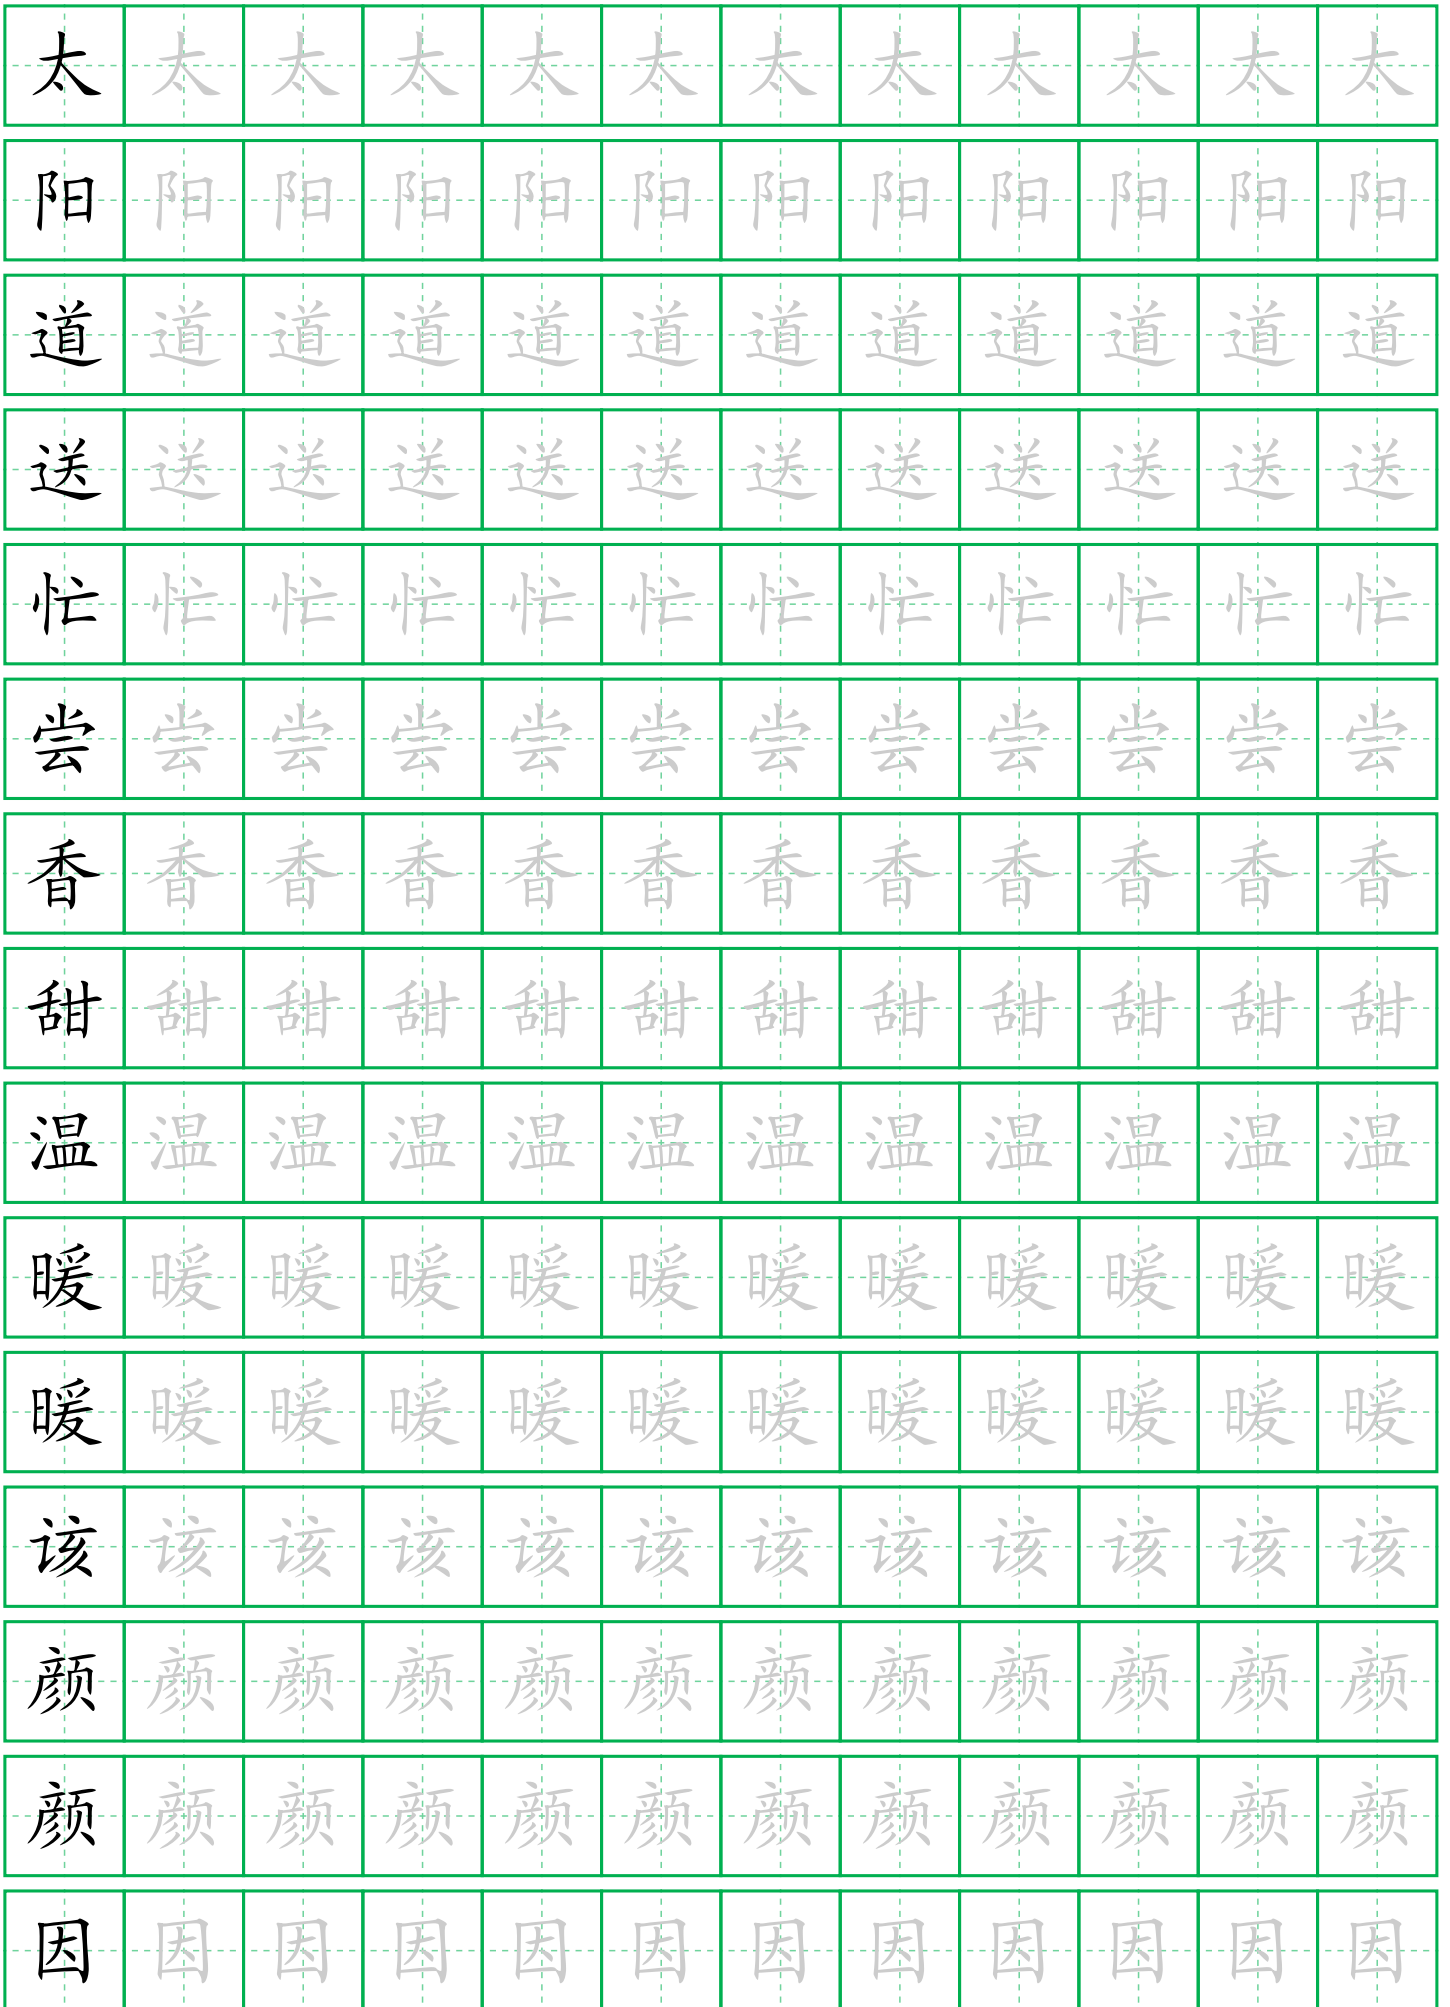 太太太太太太太太太太太太
阳阳阳阳阳阳阳阳阳阳阳阳
道道道道道道道道道道道道
送送送送送送送送送送送送
忙忙忙忙忙忙忙忙忙忙忙忙
尝尝尝尝尝尝尝尝尝尝尝尝
香香香香香香香香香香香香
甜甜甜甜甜甜甜甜甜甜甜甜
温温温温温温温温温温温温
暖暖暖暖暖暖暖暖暖暖暖暖
暖暖暖暖暖暖暖暖暖暖暖暖
该该该该该该该该该该该该
颜颜颜颜颜颜颜颜颜颜颜颜
颜颜颜颜颜颜颜颜颜颜颜颜
因因因因因因因因因因因因